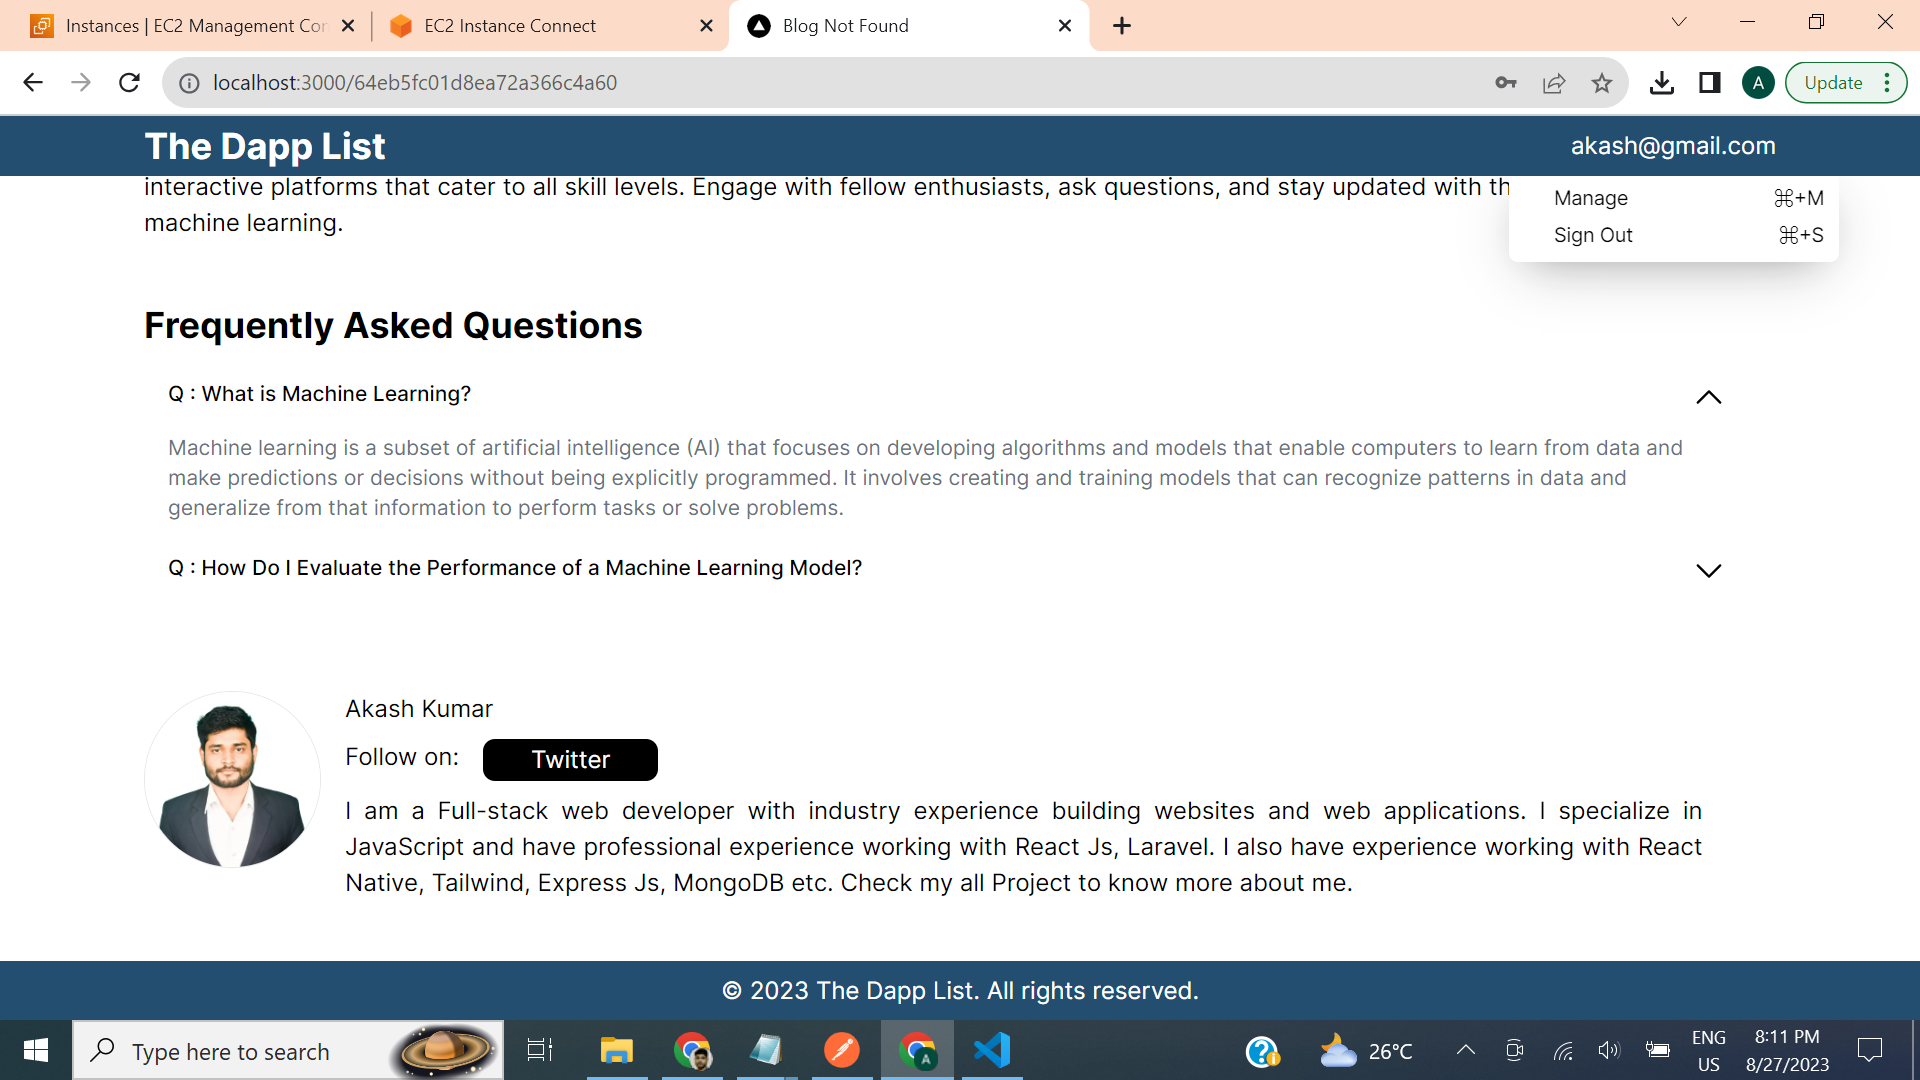 Instances | EC2 Management Con
EC2 Instance Connect
Blog Not Found
localhost:3000/64eb5fc01d8ea72a366c4a60
A
Update
The Dapp List
akash@gmail.com
interactive platforms that cater to all skill levels. Engage with fellow enthusiasts, ask questions, and stay updated with th
machine learning.
Manage ⌘+M
Sign Out ⌘+S
Frequently Asked Questions
Q : What is Machine Learning?
Machine learning is a subset of artificial intelligence (AI) that focuses on developing algorithms and models that enable computers to learn from data and
make predictions or decisions without being explicitly programmed. It involves creating and training models that can recognize patterns in data and
generalize from that information to perform tasks or solve problems.
Q : How Do I Evaluate the Performance of a Machine Learning Model?
Akash Kumar
Follow on: Twitter
I am a Full-stack web developer with industry experience building websites and web applications. I specialize in
JavaScript and have professional experience working with React Js, Laravel. I also have experience working with React
Native, Tailwind, Express Js, MongoDB etc. Check my all Project to know more about me.
© 2023 The Dapp List. All rights reserved.
Type here to search
A
26°C
ENG
US
8:11 PM
8/27/2023